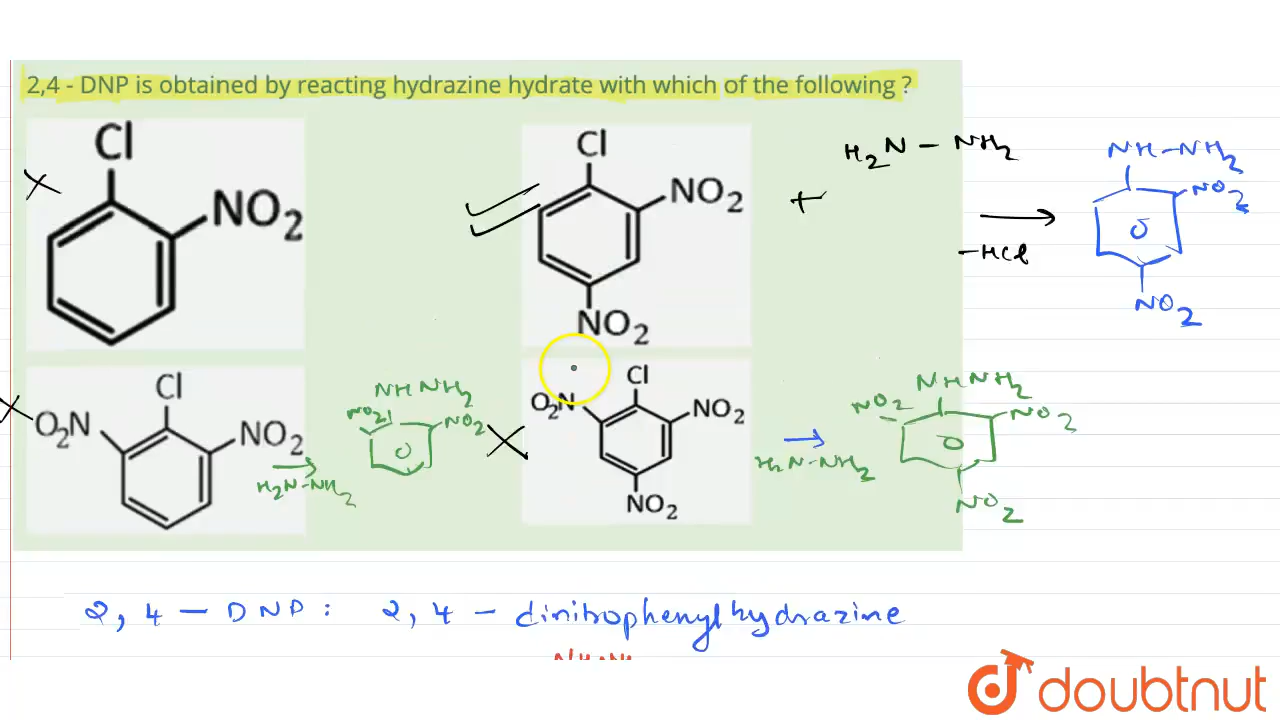 2,4 - DNP is obtained by reacting hydrazine hydrate with which of the following ?
Cl
NO2
Cl
NO2
NO2
+
H2N - NH2
-HCl
NH-NH2
NO2
NO2
Cl
O2N
NO2
H2N-NH2
NHNH2
NO2
NO2
Cl
O2N
NO2
NO2
H2N-NH2
NHNH2
NO2
NO2
NO2
2,4 - DNP : 2,4 - dinitrophenylhydrazine
doubtnut